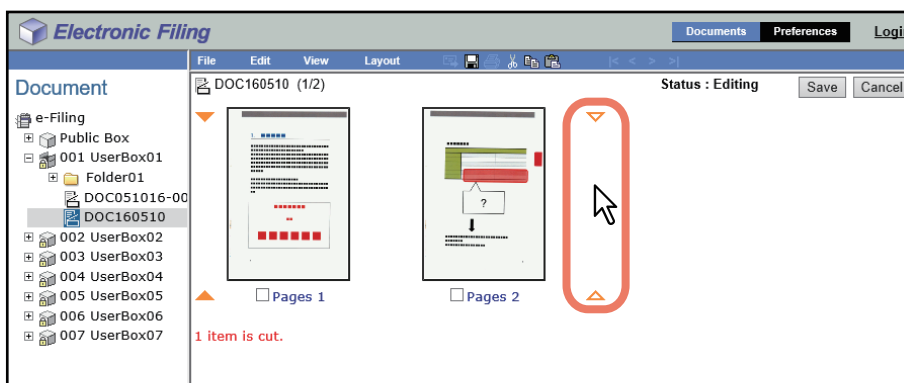 Electronic Filing
Documents Preferences Logi
File Edit View Layout |< < > >|
Document
DOC160510 (1/2) Status : Editing Save Cancel
e-Filing
Public Box
001 UserBox01
Folder01
DOC051016-00
DOC160510
002 UserBox02
003 UserBox03
004 UserBox04
005 UserBox05
006 UserBox06
007 UserBox07
1.
?
Pages 1 Pages 2
1 item is cut.